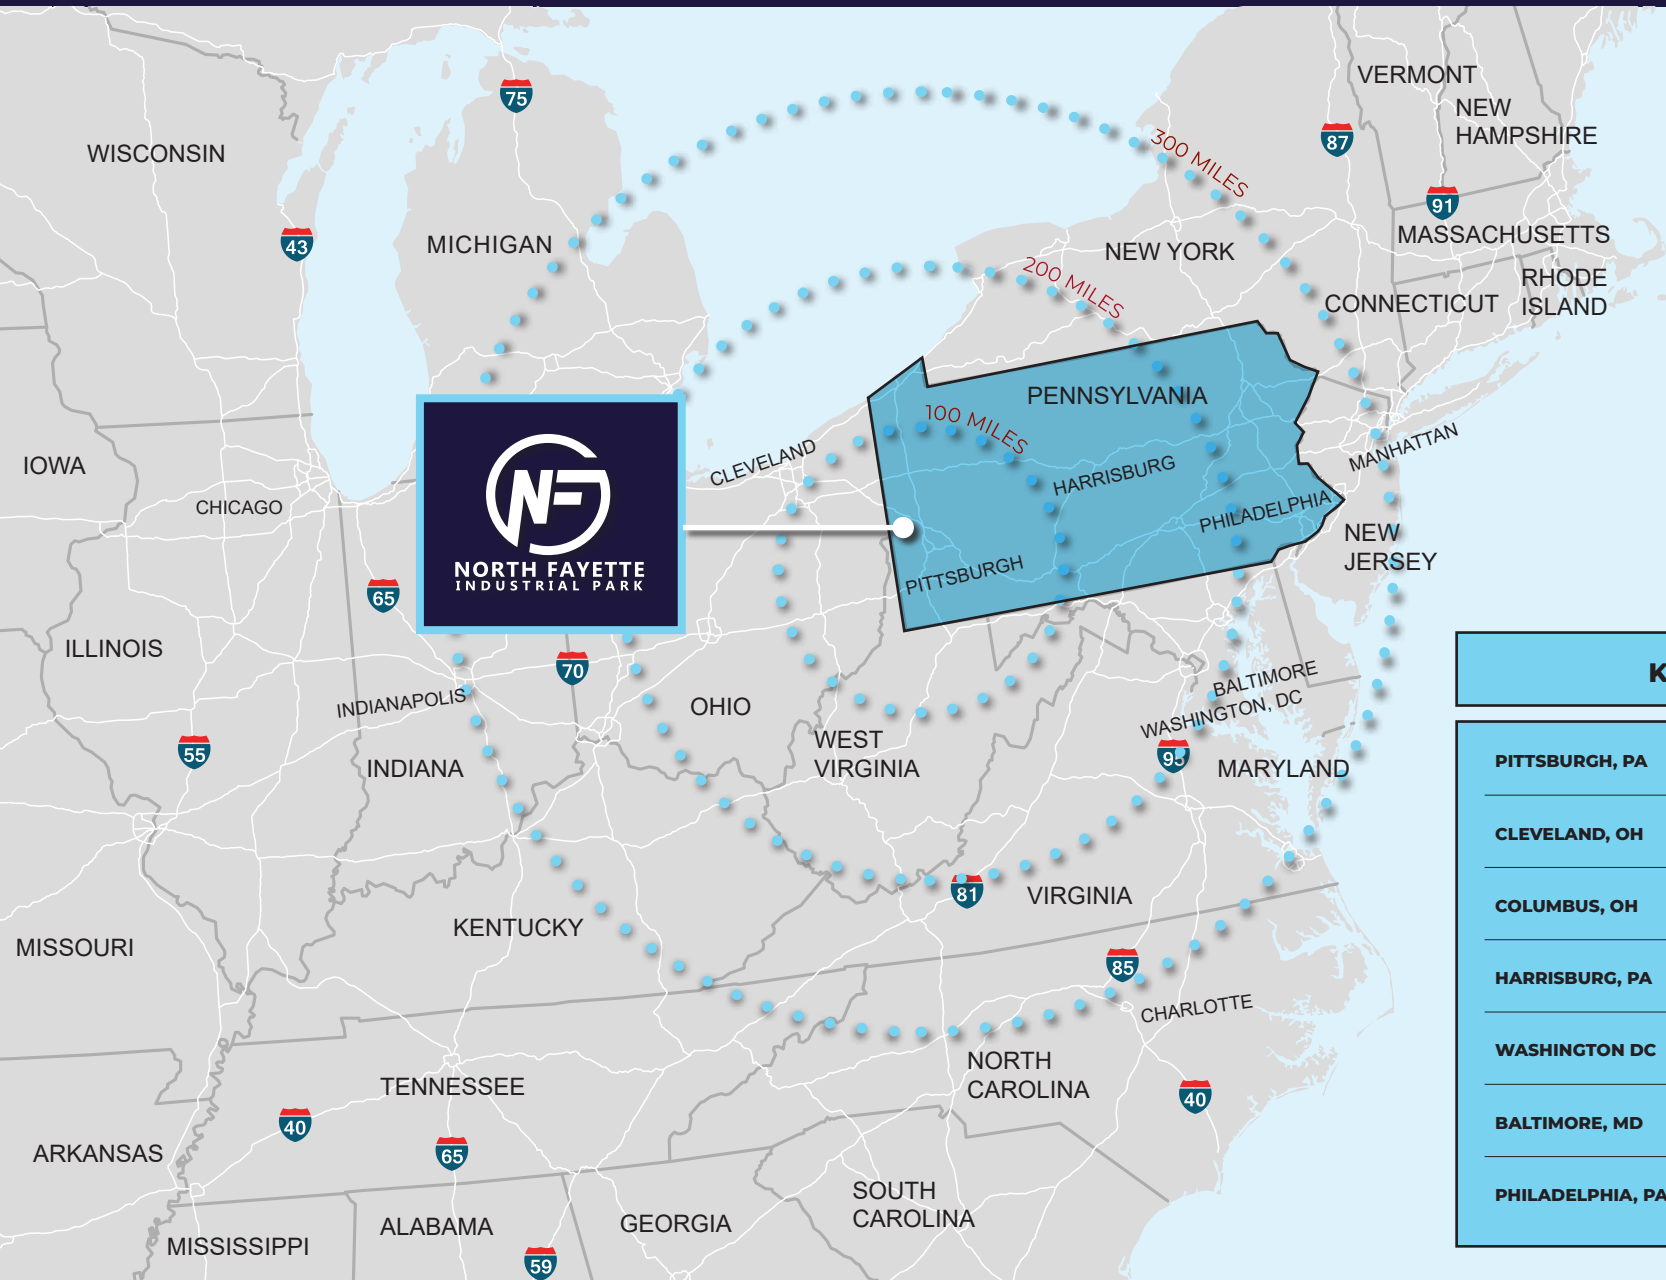 75
VERMONT
NEW
HAMPSHIRE
87
300 MILES
WISCONSIN
91
43
MICHIGAN
MASSACHUSETTS
NEW YORK
200 MILES
RHODE
ISLAND
CONNECTICUT
PENNSYLVANIA
100 MILES
MANHATTAN
CLEVELAND
IOWA
HARRISBURG
CHICAGO
NF
PHILADELPHIA
NEW
JERSEY
NORTH FAYETTE
INDUSTRIAL PARK
PITTSBURGH
65
ILLINOIS
70
K
BALTIMORE
INDIANAPOLIS
OHIO
WASHINGTON, DC
WEST
VIRGINIA
55
95
INDIANA
MARYLAND
PITTSBURGH, PA
CLEVELAND, OH
81
VIRGINIA
COLUMBUS, OH
KENTUCKY
MISSOURI
85
HARRISBURG, PA
CHARLOTTE
WASHINGTON DC
NORTH
CAROLINA
TENNESSEE
40
40
BALTIMORE, MD
ARKANSAS
65
SOUTH
CAROLINA
PHILADELPHIA, PA
GEORGIA
ALABAMA
MISSISSIPPI
59